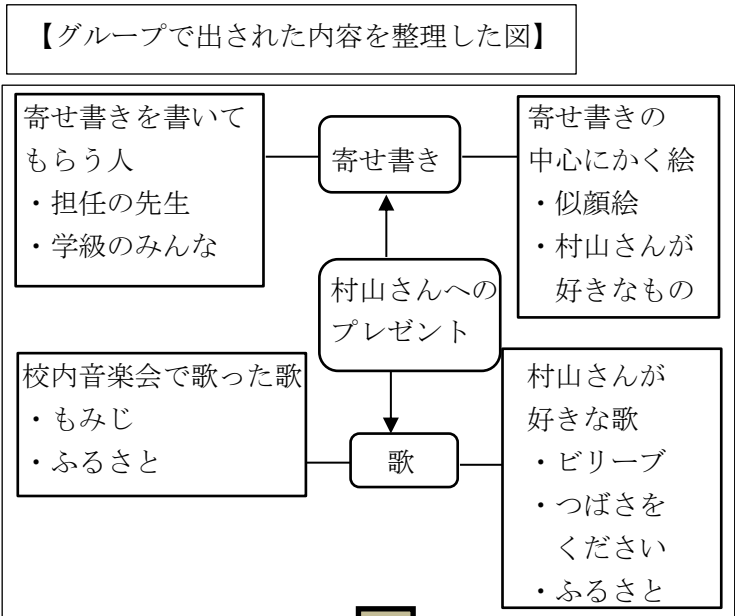 【グループで出された内容を整理した図】
寄せ書きを書いて
もらう人
・担任の先生
・学級のみんな
寄せ書き
寄せ書きの
中心にかく絵
・似顔絵
・村山さんが
好きなもの
村山さんへの
プレゼント
校内音楽会で歌った歌
・もみじ
・ふるさと
歌
村山さんが
好きな歌
・ビリーブ
・つばさを
ください
・ふるさと